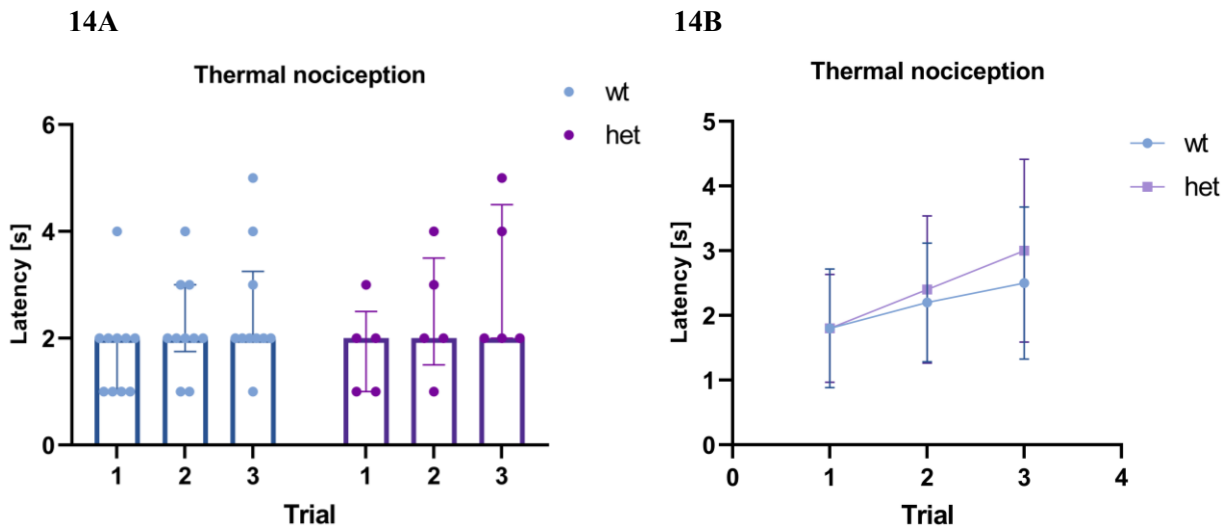 14A
Thermal nociception
wt
het
6
4
2
0
Latency [s]
1 2 3 1 2 3
Trial
14B
Thermal nociception
wt
het
5
4
3
2
1
0
Latency [s]
0 1 2 3 4
Trial